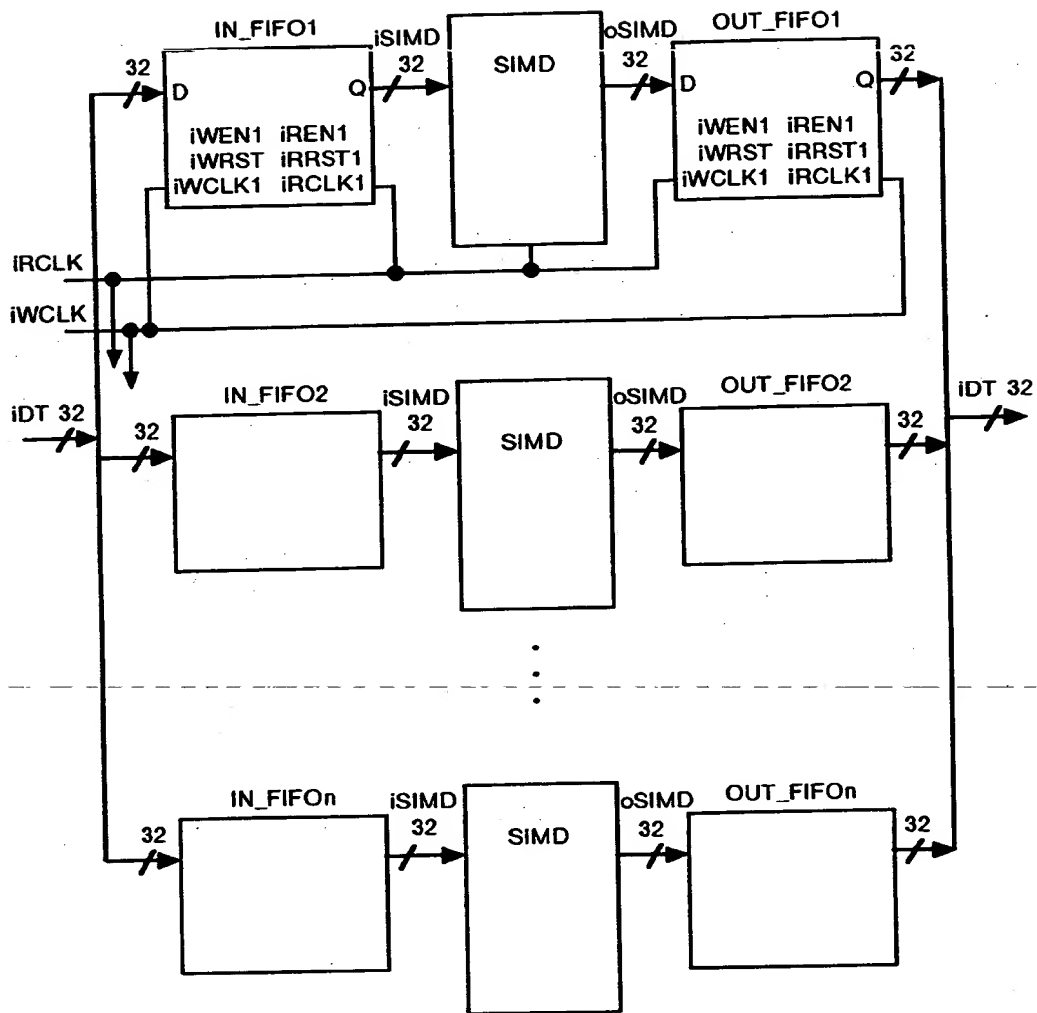 IN_FIFO1
iSIMD
oSIMD
OUT_FIFO1
32
32
SIMD
32
32
D
Q
D
Q
iWEN1 iREN1
iWRST iRRST1
iWCLK1 iRCLK1
iWEN1 iREN1
iWRST iRRST1
iWCLK1 iRCLK1
iRCLK
iWCLK
IN_FIFO2
iSIMD
oSIMD
OUT_FIFO2
iDT 32
32
32
SIMD
32
32
iDT 32
IN_FIFOn
iSIMD
oSIMD
OUT_FIFOn
32
32
SIMD
32
32